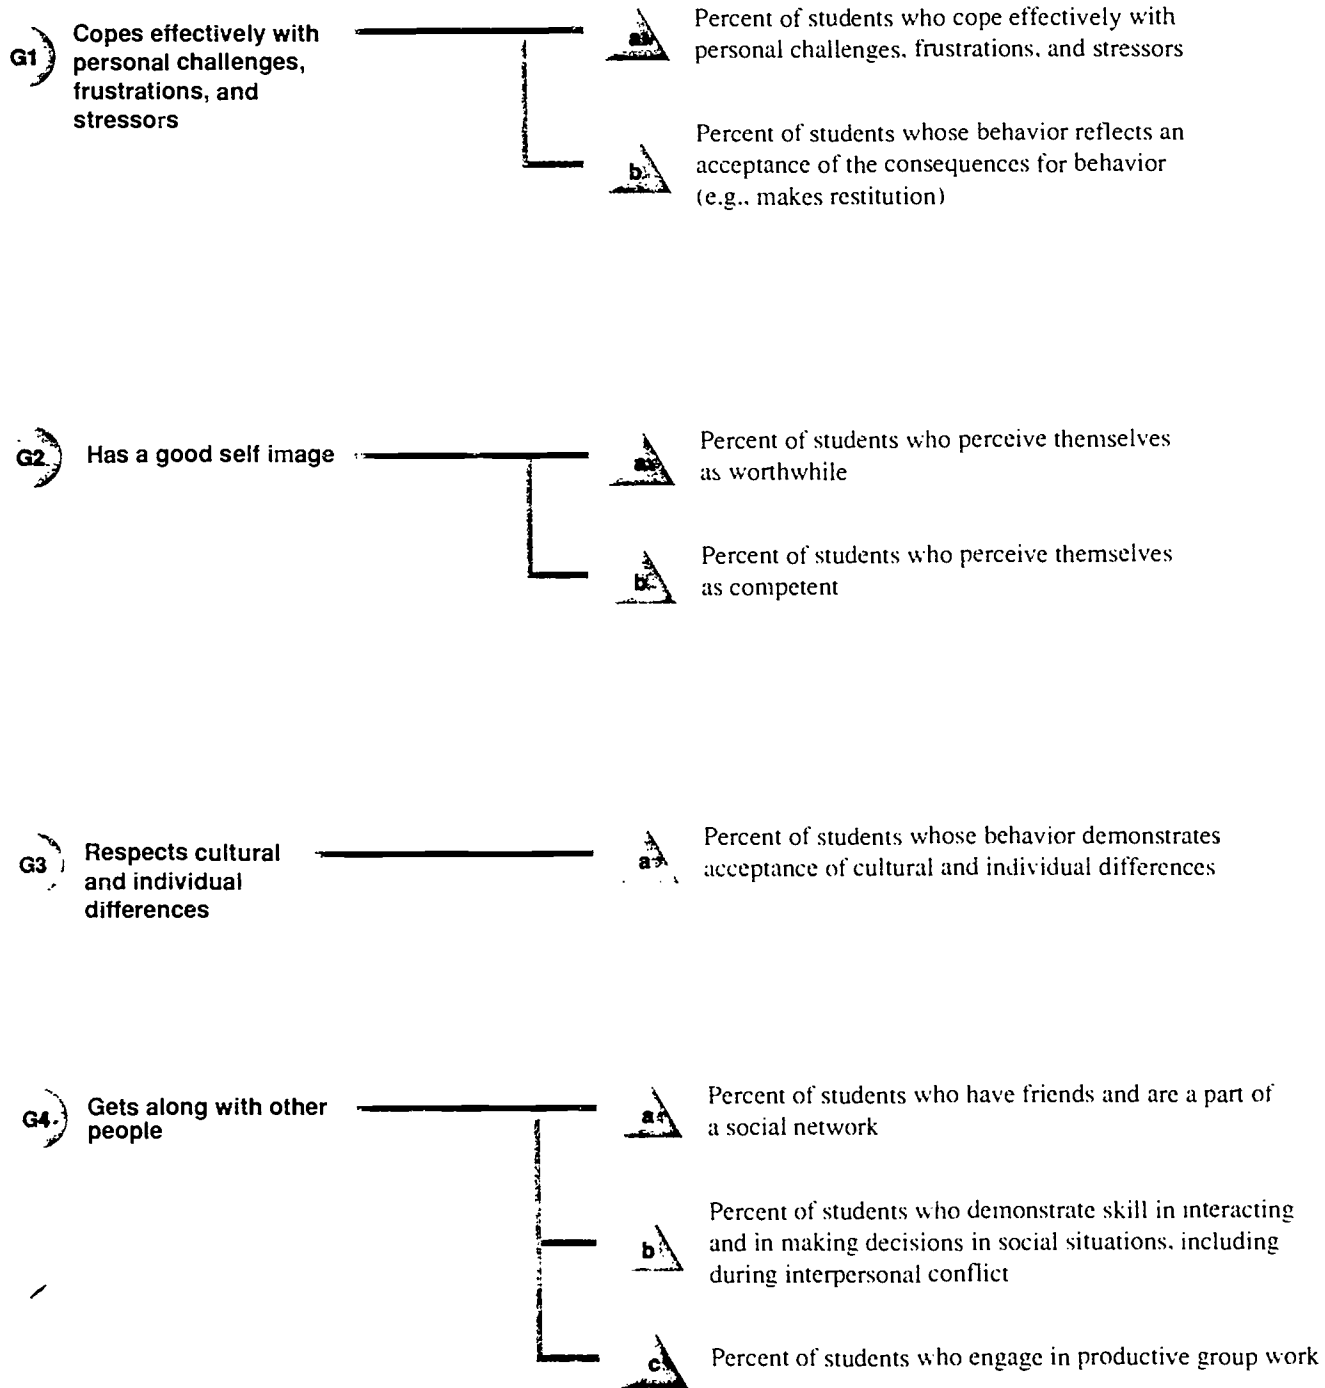 G1
Copes effectively with
personal challenges,
frustrations, and
stressors
a
Percent of students who cope effectively with
personal challenges, frustrations, and stressors
b
Percent of students whose behavior reflects an
acceptance of the consequences for behavior
(e.g., makes restitution)
G2
Has a good self image
a
Percent of students who perceive themselves
as worthwhile
b
Percent of students who perceive themselves
as competent
G3
Respects cultural
and individual
differences
a
Percent of students whose behavior demonstrates
acceptance of cultural and individual differences
G4
Gets along with other
people
a
Percent of students who have friends and are a part of
a social network
b
Percent of students who demonstrate skill in interacting
and in making decisions in social situations, including
during interpersonal conflict
c
Percent of students who engage in productive group work